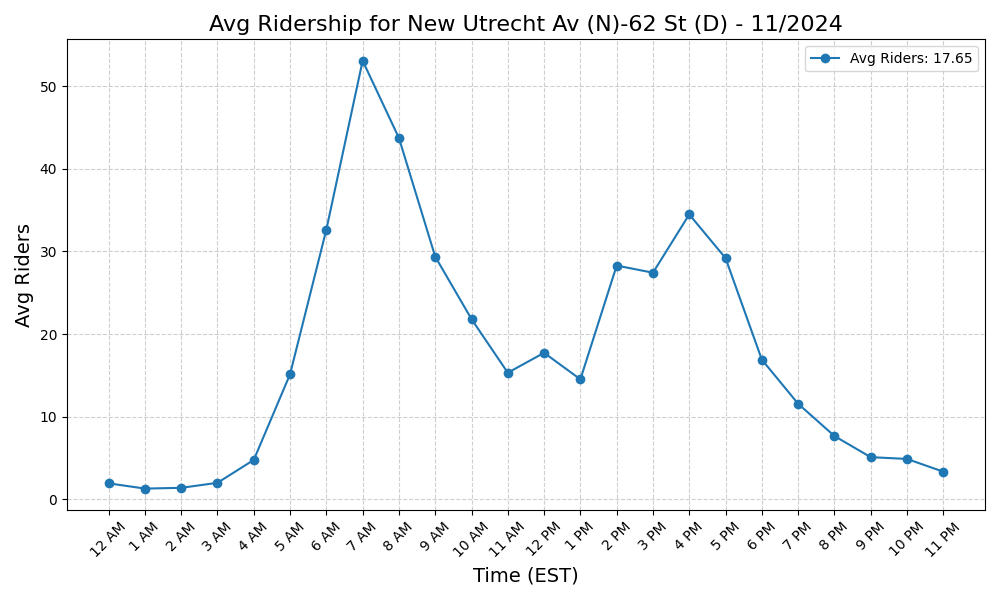 Avg Ridership for New Utrecht Av (N)-62 St (D) - 11/2024
Avg Riders: 17.65
Avg Riders
50
40
30
20
10
0
12 AM
1 AM
2 AM
3 AM
4 AM
5 AM
6 AM
7 AM
8 AM
9 AM
10 AM
11 AM
12 PM
1 PM
2 PM
3 PM
4 PM
5 PM
6 PM
7 PM
8 PM
9 PM
10 PM
11 PM
Time (EST)